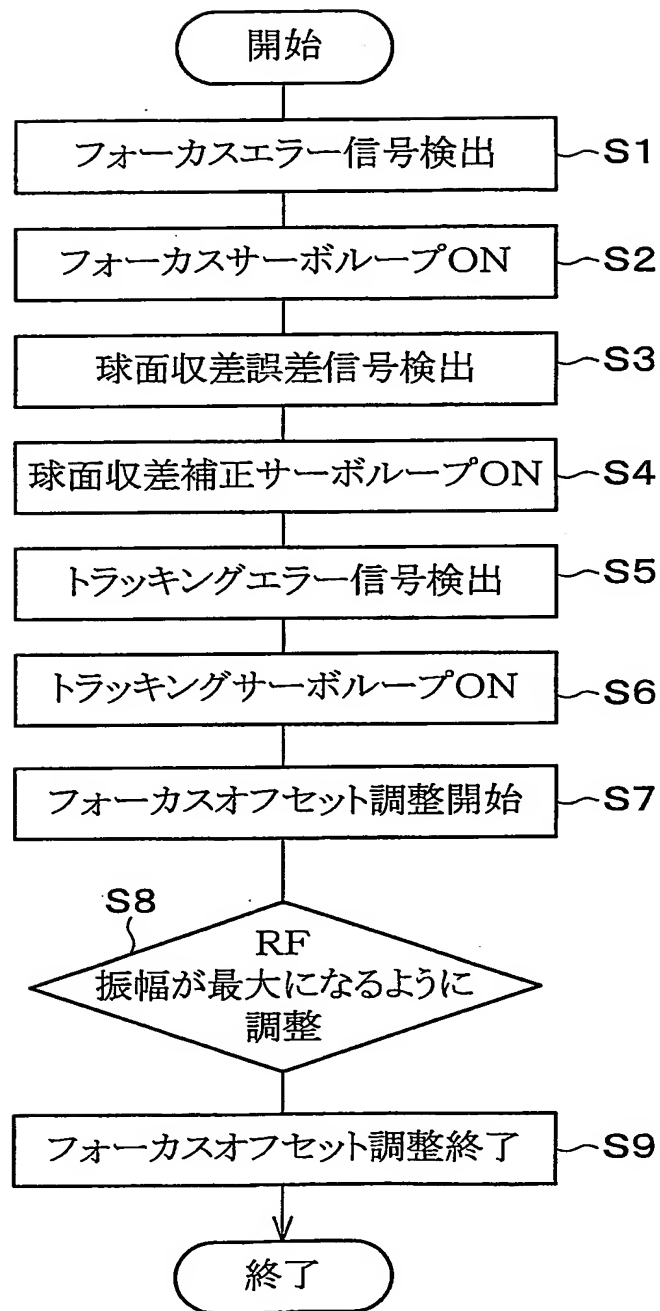 開始
フォーカスエラー信号検出 S1
フォーカスサーボループON S2
球面収差誤差信号検出 S3
球面収差補正サーボループON S4
トラッキングエラー信号検出 S5
トラッキングサーボループON S6
フォーカスオフセット調整開始 S7
S8
RF
振幅が最大になるように
調整
フォーカスオフセット調整終了 S9
終了